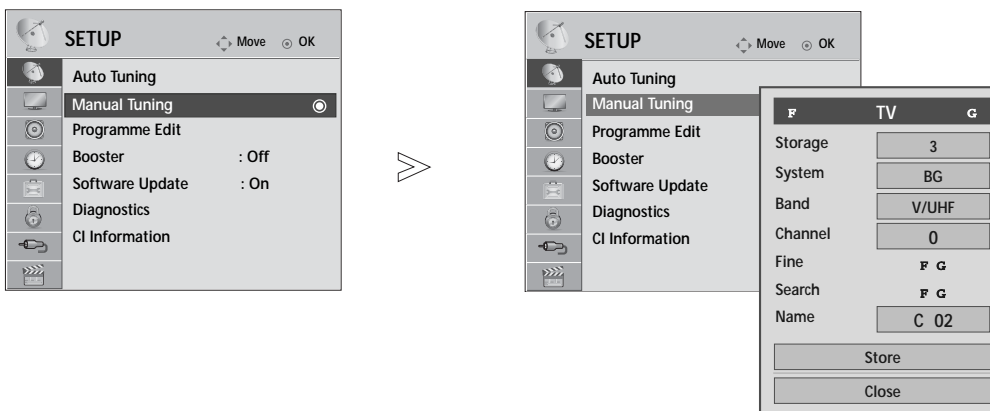 SETUP Move OK
Auto Tuning
Manual Tuning
Programme Edit
Booster : Off
Software Update : On
Diagnostics
CI Information
SETUP Move OK
Auto Tuning
Manual Tuning
Programme Edit
Booster
Software Update
Diagnostics
CI Information
F TV G
Storage 3
System BG
Band V/UHF
Channel 0
Fine F G
Search F G
Name C 02
Store
Close